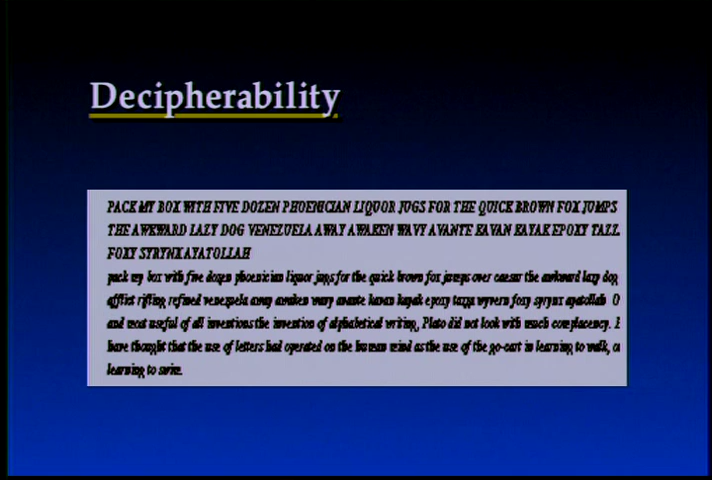 Decipherability
PACK MY BOX WITH FIVE DOZEN PHOENICIAN LIQUOR JUGS FOR THE QUICK BROWN FOX JUMPS
THE AWKWARD LAZY DOG VENEZUELA AWAY AWAKEN WAVY AVANTE KAVAN KAYAK EPOXY TAZZ
FOXY SYRYNX AYATOLLAH
pack my box with five dozen phoenician liquor jugs for the quick brown fox jumps over caesar the awkward lazy dog
afflict rifling refined venezuela away awaken wavy avante kavan kayak epoxy tazza wyvern foxy syrynx ayatollah O
and most useful of all inventions the invention of alphabetical writing, Plato did not look with much complacency. I
have thought that the use of letters had operated on the human mind as the use of the go-cart in learning to walk, o
learning to swim.